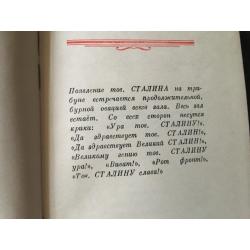 Появление тов. СТАЛИНА на три-
буне встречается продолжительной,
бурной овацией всего зала. Весь зал
встаёт. Со всех сторон несутся
крики: «Ура тов. СТАЛИНУ!»,
«Да здравствует тов. СТАЛИН!»,
«Да здравствует Великий СТАЛИН!»,
«Великому гению тов. СТАЛИНУ
ура!», «Виват!», «Рот фронт!»,
«Тов. СТАЛИНУ слава!»